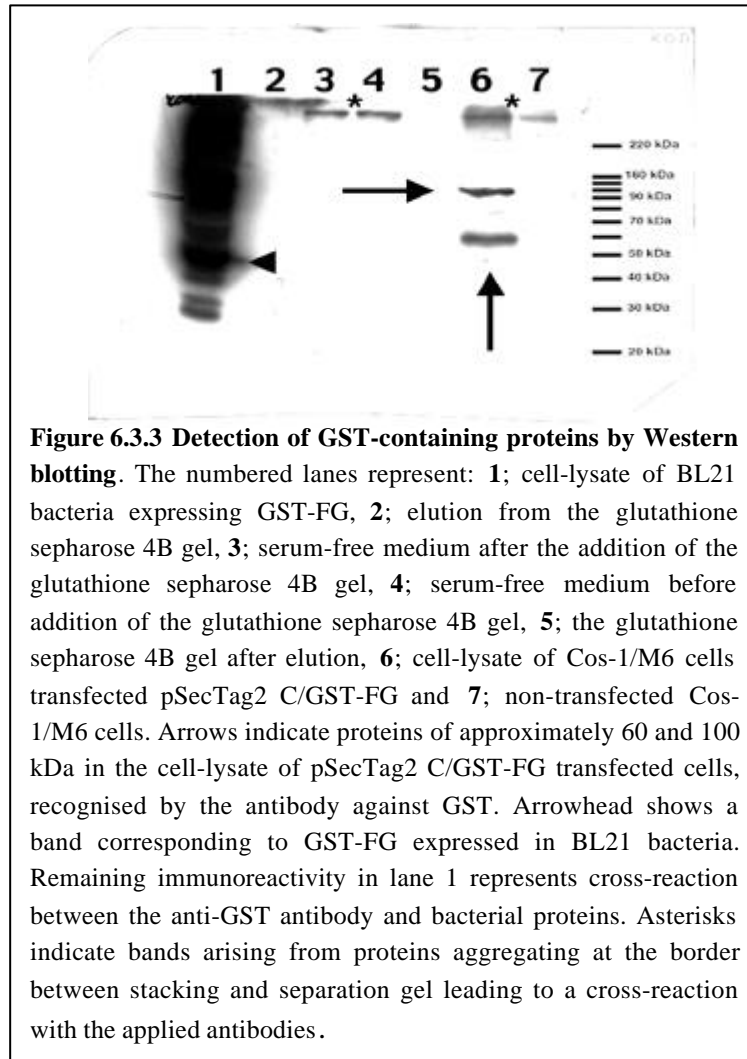 1 2 3 * 4 5 6 * 7
220 kDa
160 kDa
90 kDa
70 kDa
50 kDa
40 kDa
30 kDa
20 kDa
Figure 6.3.3 Detection of GST-containing proteins by Western
blotting. The numbered lanes represent: 1; cell-lysate of BL21
bacteria expressing GST-FG, 2; elution from the glutathione
sepharose 4B gel, 3; serum-free medium after the addition of the
glutathione sepharose 4B gel, 4; serum-free medium before
addition of the glutathione sepharose 4B gel, 5; the glutathione
sepharose 4B gel after elution, 6; cell-lysate of Cos-1/M6 cells
transfected pSecTag2 C/GST-FG and 7; non-transfected Cos-
1/M6 cells. Arrows indicate proteins of approximately 60 and 100
kDa in the cell-lysate of pSecTag2 C/GST-FG transfected cells,
recognised by the antibody against GST. Arrowhead shows a
band corresponding to GST-FG expressed in BL21 bacteria.
Remaining immunoreactivity in lane 1 represents cross-reaction
between the anti-GST antibody and bacterial proteins. Asterisks
indicate bands arising from proteins aggregating at the border
between stacking and separation gel leading to a cross-reaction
with the applied antibodies.